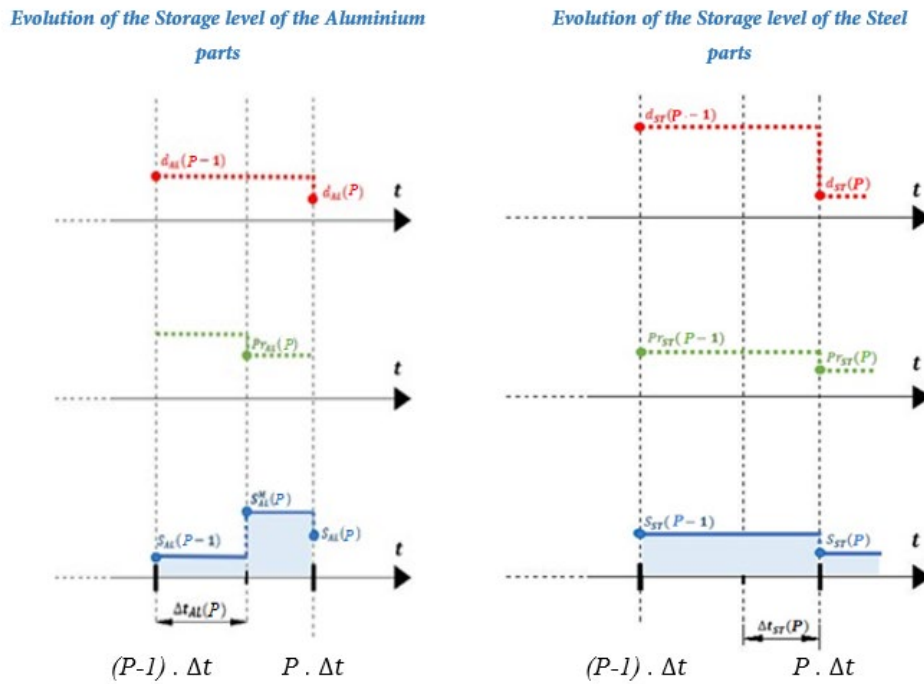 Evolution of the Storage level of the Aluminium
parts
d_AL(P−1)
d_AL(P)
t
Pr_AL(P)
t
S_AL(P−1)
S^M_AL(P)
S_AL(P)
t
Δt_AL(P)
(P-1) . Δt
P . Δt
Evolution of the Storage level of the Steel
parts
d_ST(P − 1)
d_ST(P)
t
Pr_ST(P − 1)
Pr_ST(P)
t
S_ST(P − 1)
S_ST(P)
t
Δt_ST(P)
(P-1) . Δt
P . Δt